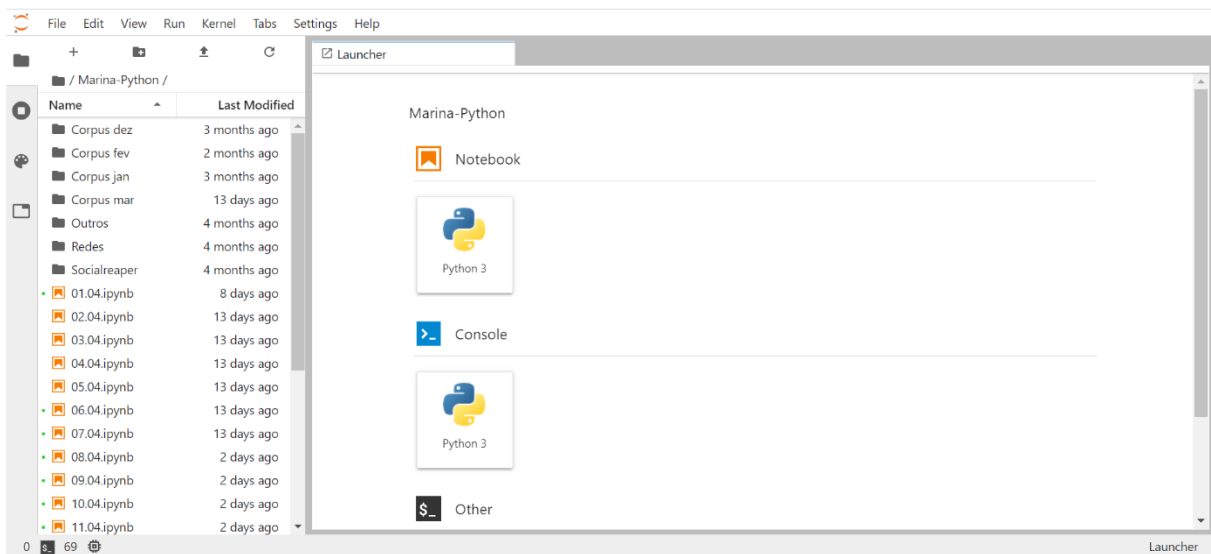 File Edit View Run Kernel Tabs Settings Help
/ Marina-Python /
Name Last Modified
Corpus dez 3 months ago
Corpus fev 2 months ago
Corpus jan 3 months ago
Corpus mar 13 days ago
Outros 4 months ago
Redes 4 months ago
Socialreaper 4 months ago
01.04.ipynb 8 days ago
02.04.ipynb 13 days ago
03.04.ipynb 13 days ago
04.04.ipynb 13 days ago
05.04.ipynb 13 days ago
06.04.ipynb 13 days ago
07.04.ipynb 13 days ago
08.04.ipynb 2 days ago
09.04.ipynb 2 days ago
10.04.ipynb 2 days ago
11.04.ipynb 2 days ago
Launcher
Marina-Python
Notebook
Python 3
>_ Console
Python 3
$_ Other
0 $_ 69 Launcher